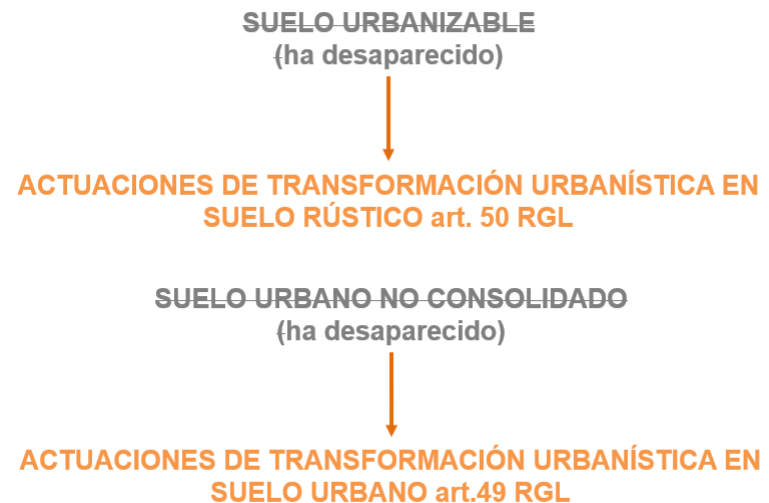 SUELO URBANIZABLE
(ha desaparecido)
ACTUACIONES DE TRANSFORMACIÓN URBANÍSTICA EN
SUELO RÚSTICO art. 50 RGL
SUELO URBANO NO CONSOLIDADO
(ha desaparecido)
ACTUACIONES DE TRANSFORMACIÓN URBANÍSTICA EN
SUELO URBANO art.49 RGL